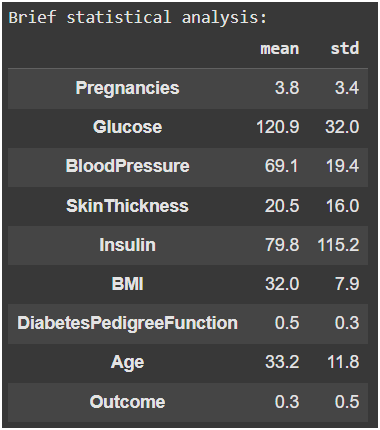 Brief statistical analysis:
mean std
Pregnancies 3.8 3.4
Glucose 120.9 32.0
BloodPressure 69.1 19.4
SkinThickness 20.5 16.0
Insulin 79.8 115.2
BMI 32.0 7.9
DiabetesPedigreeFunction 0.5 0.3
Age 33.2 11.8
Outcome 0.3 0.5